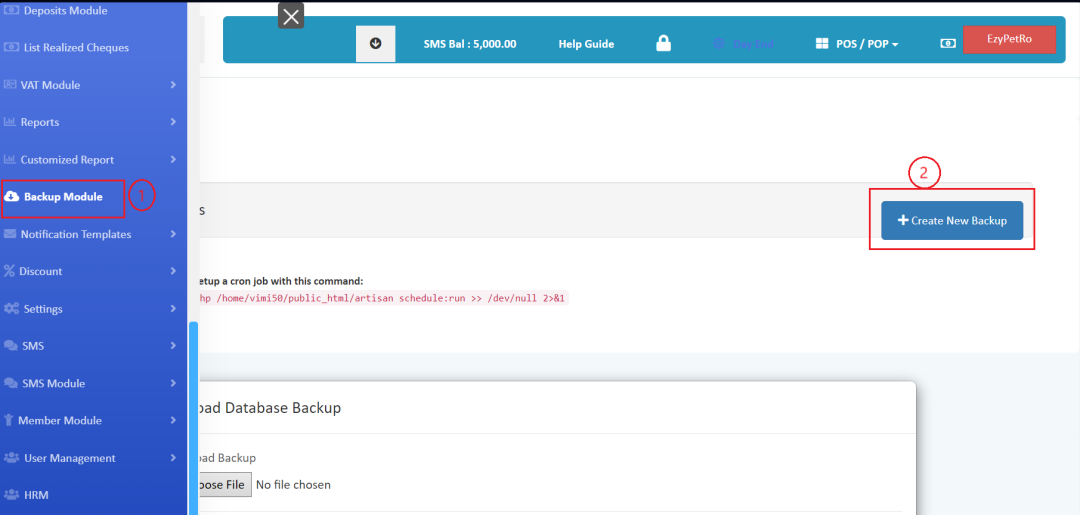 Deposits Module
List Realized Cheques
VAT Module
Reports
Customized Report
Backup Module
1
Notification Templates
Discount
Settings
SMS
SMS Module
Member Module
User Management
HRM
SMS Bal : 5,000.00
Help Guide
POS / POP
EzyPetRo
2
s
Create New Backup
etup a cron job with this command:
hp /home/vimi50/public_html/artisan schedule:run >> /dev/null 2>&1
oad Database Backup
oad Backup
oose File No file chosen